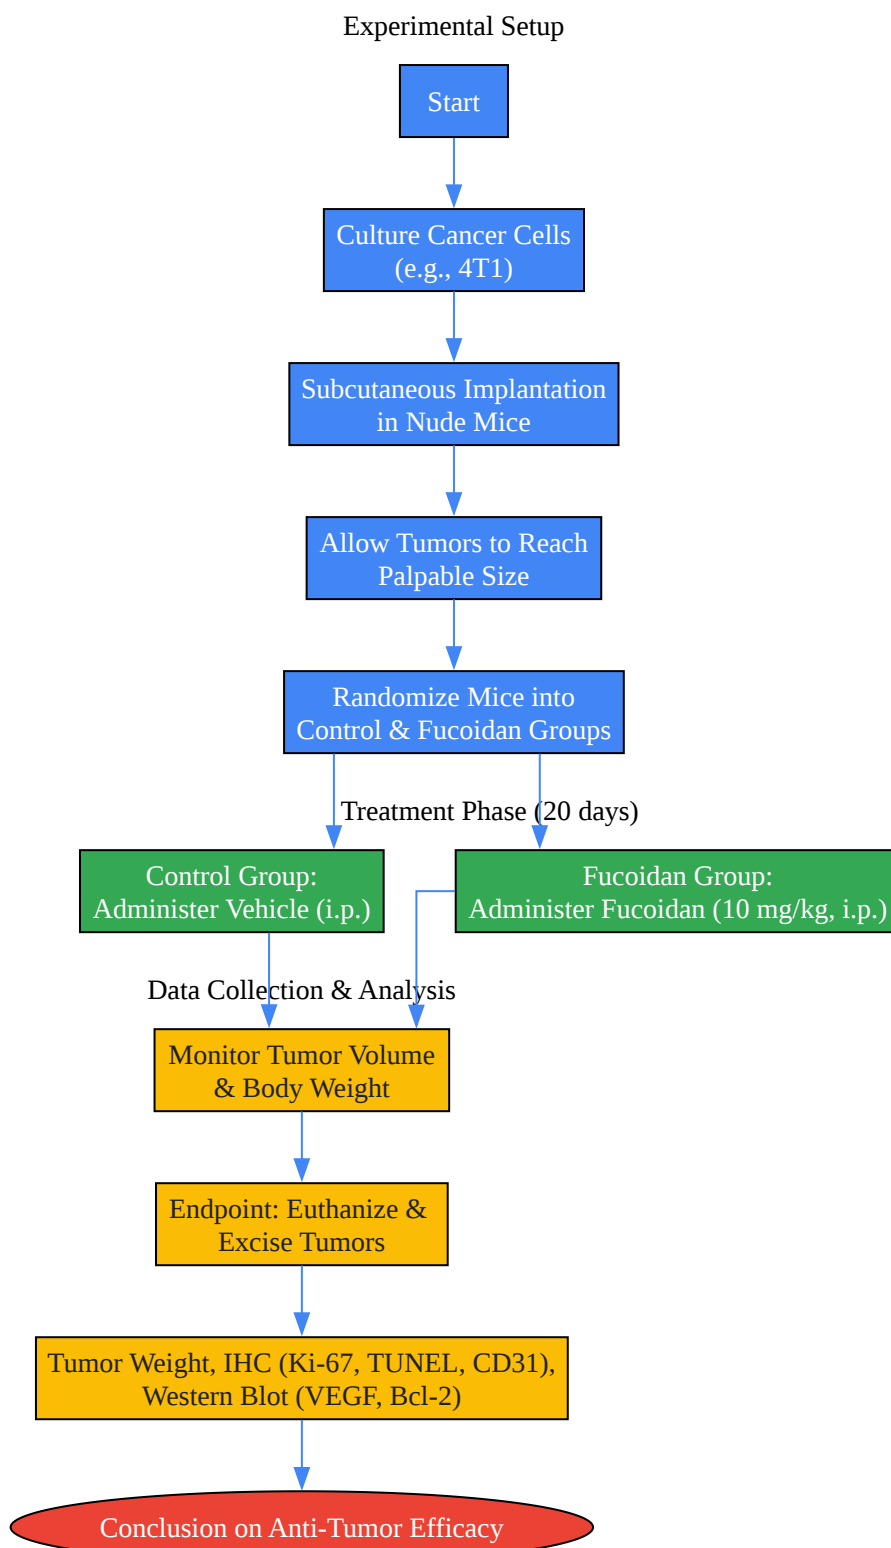 Experimental Setup
Start
Culture Cancer Cells
(e.g., 4T1)
Subcutaneous Implantation
in Nude Mice
Allow Tumors to Reach
Palpable Size
Randomize Mice into
Control & Fucoidan Groups
Treatment Phase (20 days)
Control Group:
Administer Vehicle (i.p.)
Fucoidan Group:
Administer Fucoidan (10 mg/kg, i.p.)
Data Collection & Analysis
Monitor Tumor Volume
& Body Weight
Endpoint: Euthanize &
Excise Tumors
Tumor Weight, IHC (Ki-67, TUNEL, CD31),
Western Blot (VEGF, Bcl-2)
Conclusion on Anti-Tumor Efficacy